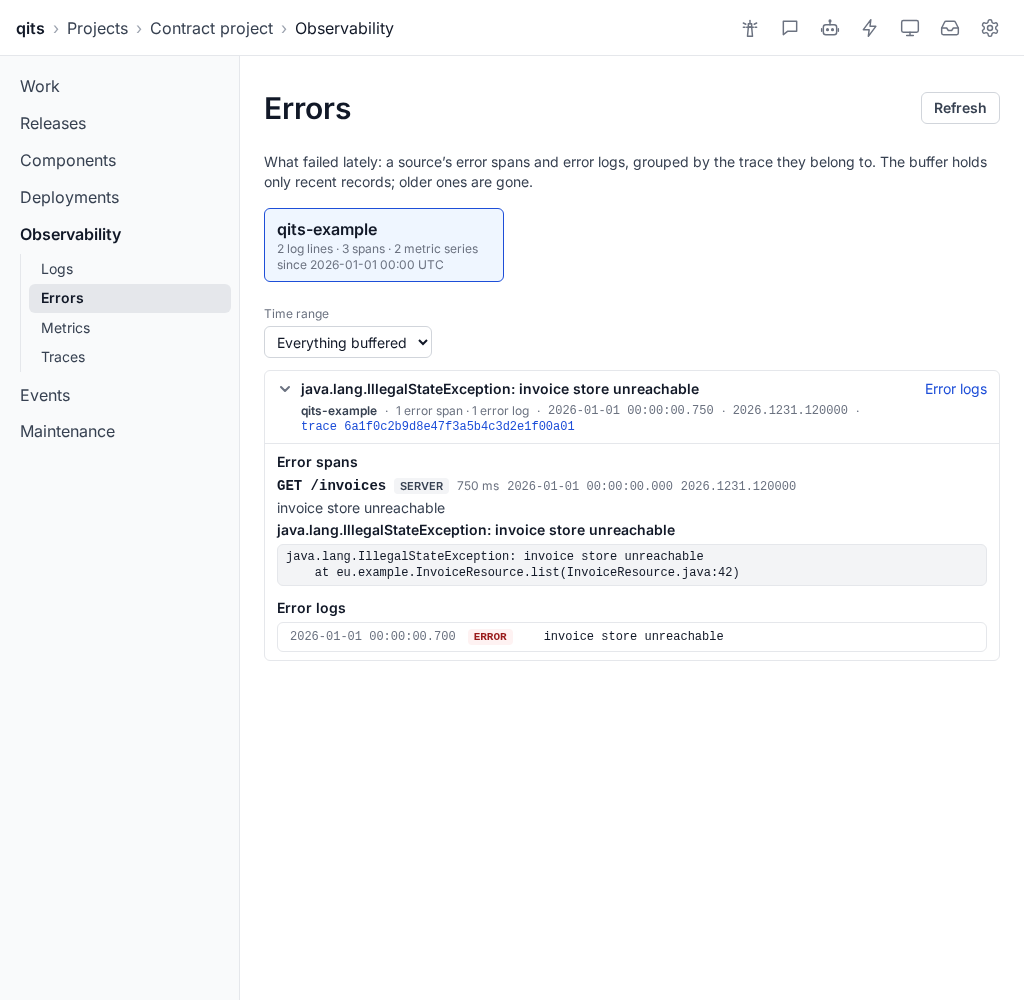 qits › Projects › Contract project › Observability
Work
Releases
Components
Deployments
Observability
Logs
Errors
Metrics
Traces
Events
Maintenance
Errors
Refresh
What failed lately: a source’s error spans and error logs, grouped by the trace they belong to. The buffer holds
only recent records; older ones are gone.
qits-example
2 log lines · 3 spans · 2 metric series
since 2026-01-01 00:00 UTC
Time range
Everything buffered
java.lang.IllegalStateException: invoice store unreachable
Error logs
qits-example · 1 error span · 1 error log · 2026-01-01 00:00:00.750 · 2026.1231.120000 ·
trace 6a1f0c2b9d8e47f3a5b4c3d2e1f00a01
Error spans
GET /invoices SERVER 750 ms 2026-01-01 00:00:00.000 2026.1231.120000
invoice store unreachable
java.lang.IllegalStateException: invoice store unreachable
java.lang.IllegalStateException: invoice store unreachable
at eu.example.InvoiceResource.list(InvoiceResource.java:42)
Error logs
2026-01-01 00:00:00.700 ERROR invoice store unreachable